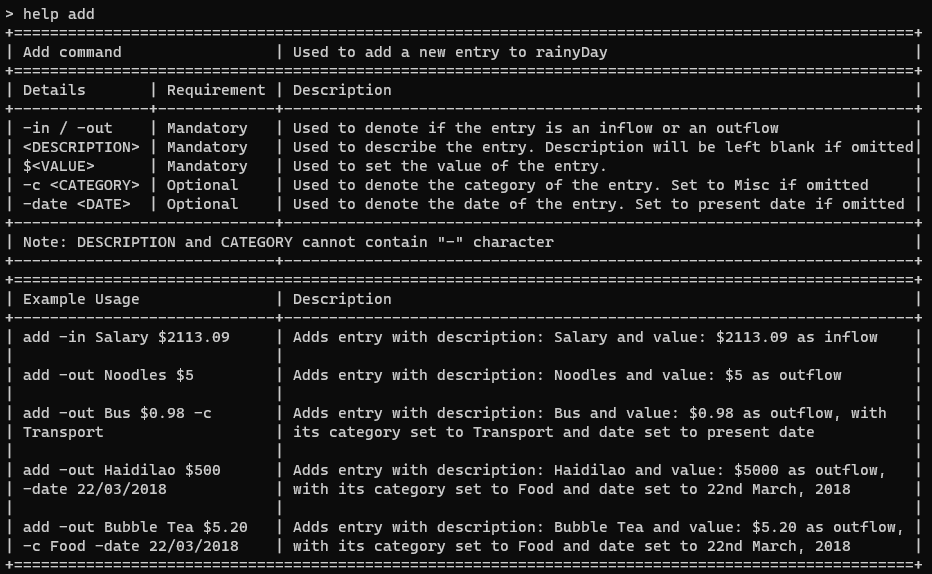 > help add
+====================================================================================================+
| Add command                 | Used to add a new entry to rainyDay                                  |
+====================================================================================================+
| Details       | Requirement | Description                                                          |
+---------------+-------------+----------------------------------------------------------------------+
| -in / -out    | Mandatory   | Used to denote if the entry is an inflow or an outflow               |
| <DESCRIPTION> | Mandatory   | Used to describe the entry. Description will be left blank if omitted|
| $<VALUE>      | Mandatory   | Used to set the value of the entry.                                  |
| -c <CATEGORY> | Optional    | Used to denote the category of the entry. Set to Misc if omitted     |
| -date <DATE>  | Optional    | Used to denote the date of the entry. Set to present date if omitted |
+-----------------------------+----------------------------------------------------------------------+
| Note: DESCRIPTION and CATEGORY cannot contain "-" character                                        |
+-----------------------------+----------------------------------------------------------------------+
+====================================================================================================+
| Example Usage               | Description                                                          |
+-----------------------------+----------------------------------------------------------------------+
| add -in Salary $2113.09     | Adds entry with description: Salary and value: $2113.09 as inflow    |
|                             |                                                                      |
| add -out Noodles $5         | Adds entry with description: Noodles and value: $5 as outflow        |
|                             |                                                                      |
| add -out Bus $0.98 -c       | Adds entry with description: Bus and value: $0.98 as outflow, with   |
| Transport                   | its category set to Transport and date set to present date           |
|                             |                                                                      |
| add -out Haidilao $500      | Adds entry with description: Haidilao and value: $5000 as outflow,   |
| -date 22/03/2018            | with its category set to Food and date set to 22nd March, 2018       |
|                             |                                                                      |
| add -out Bubble Tea $5.20   | Adds entry with description: Bubble Tea and value: $5.20 as outflow, |
| -c Food -date 22/03/2018    | with its category set to Food and date set to 22nd March, 2018       |
+====================================================================================================+